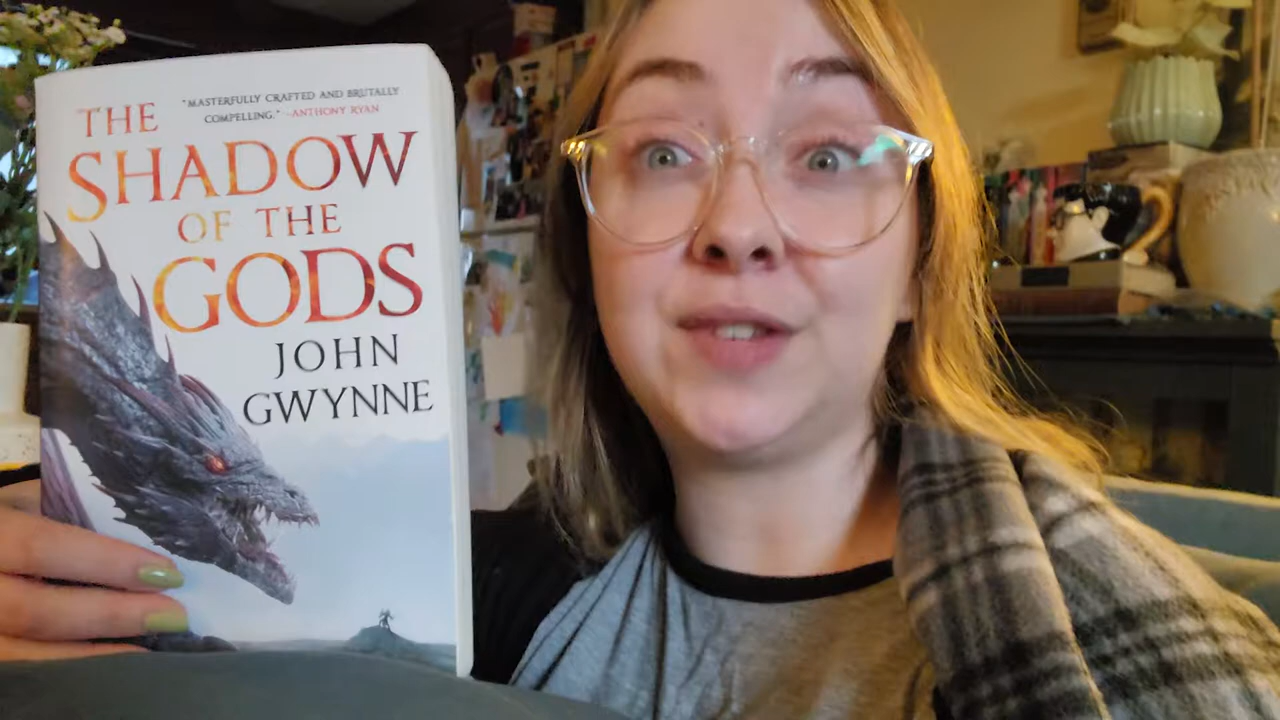 "MASTERFULLY CRAFTED AND BRUTALLY
COMPELLING." -ANTHONY RYAN
THE
SHADOW
OF THE
GODS
JOHN
GWYNNE